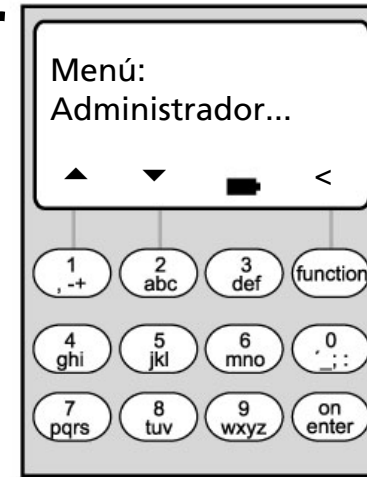 Menú:
Administrador...
<
1 2 3 function
, -+ abc def
4 5 6 0
ghi jkl mno ´_; :
7 8 9 on
pqrs tuv wxyz enter